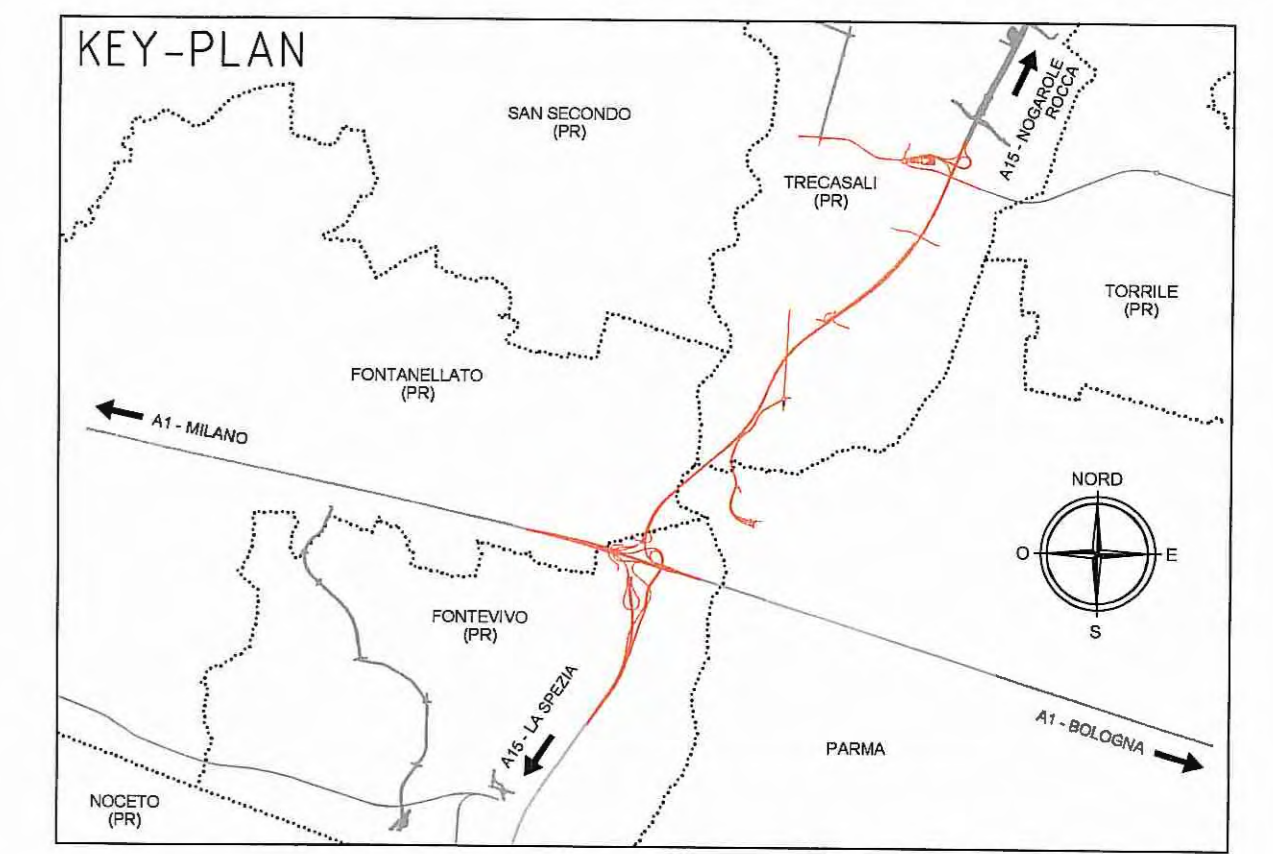 KEY-PLAN
SAN SECONDO
(PR)
A15 - NOGAROLE
ROCCA
TRECASALI
(PR)
TORRILE
(PR)
FONTANELLATO
(PR)
A1 - MILANO
NORD
O
E
S
FONTEVIVO
(PR)
A15 - LA SPEZIA
A1 - BOLOGNA
PARMA
NOCETO
(PR)